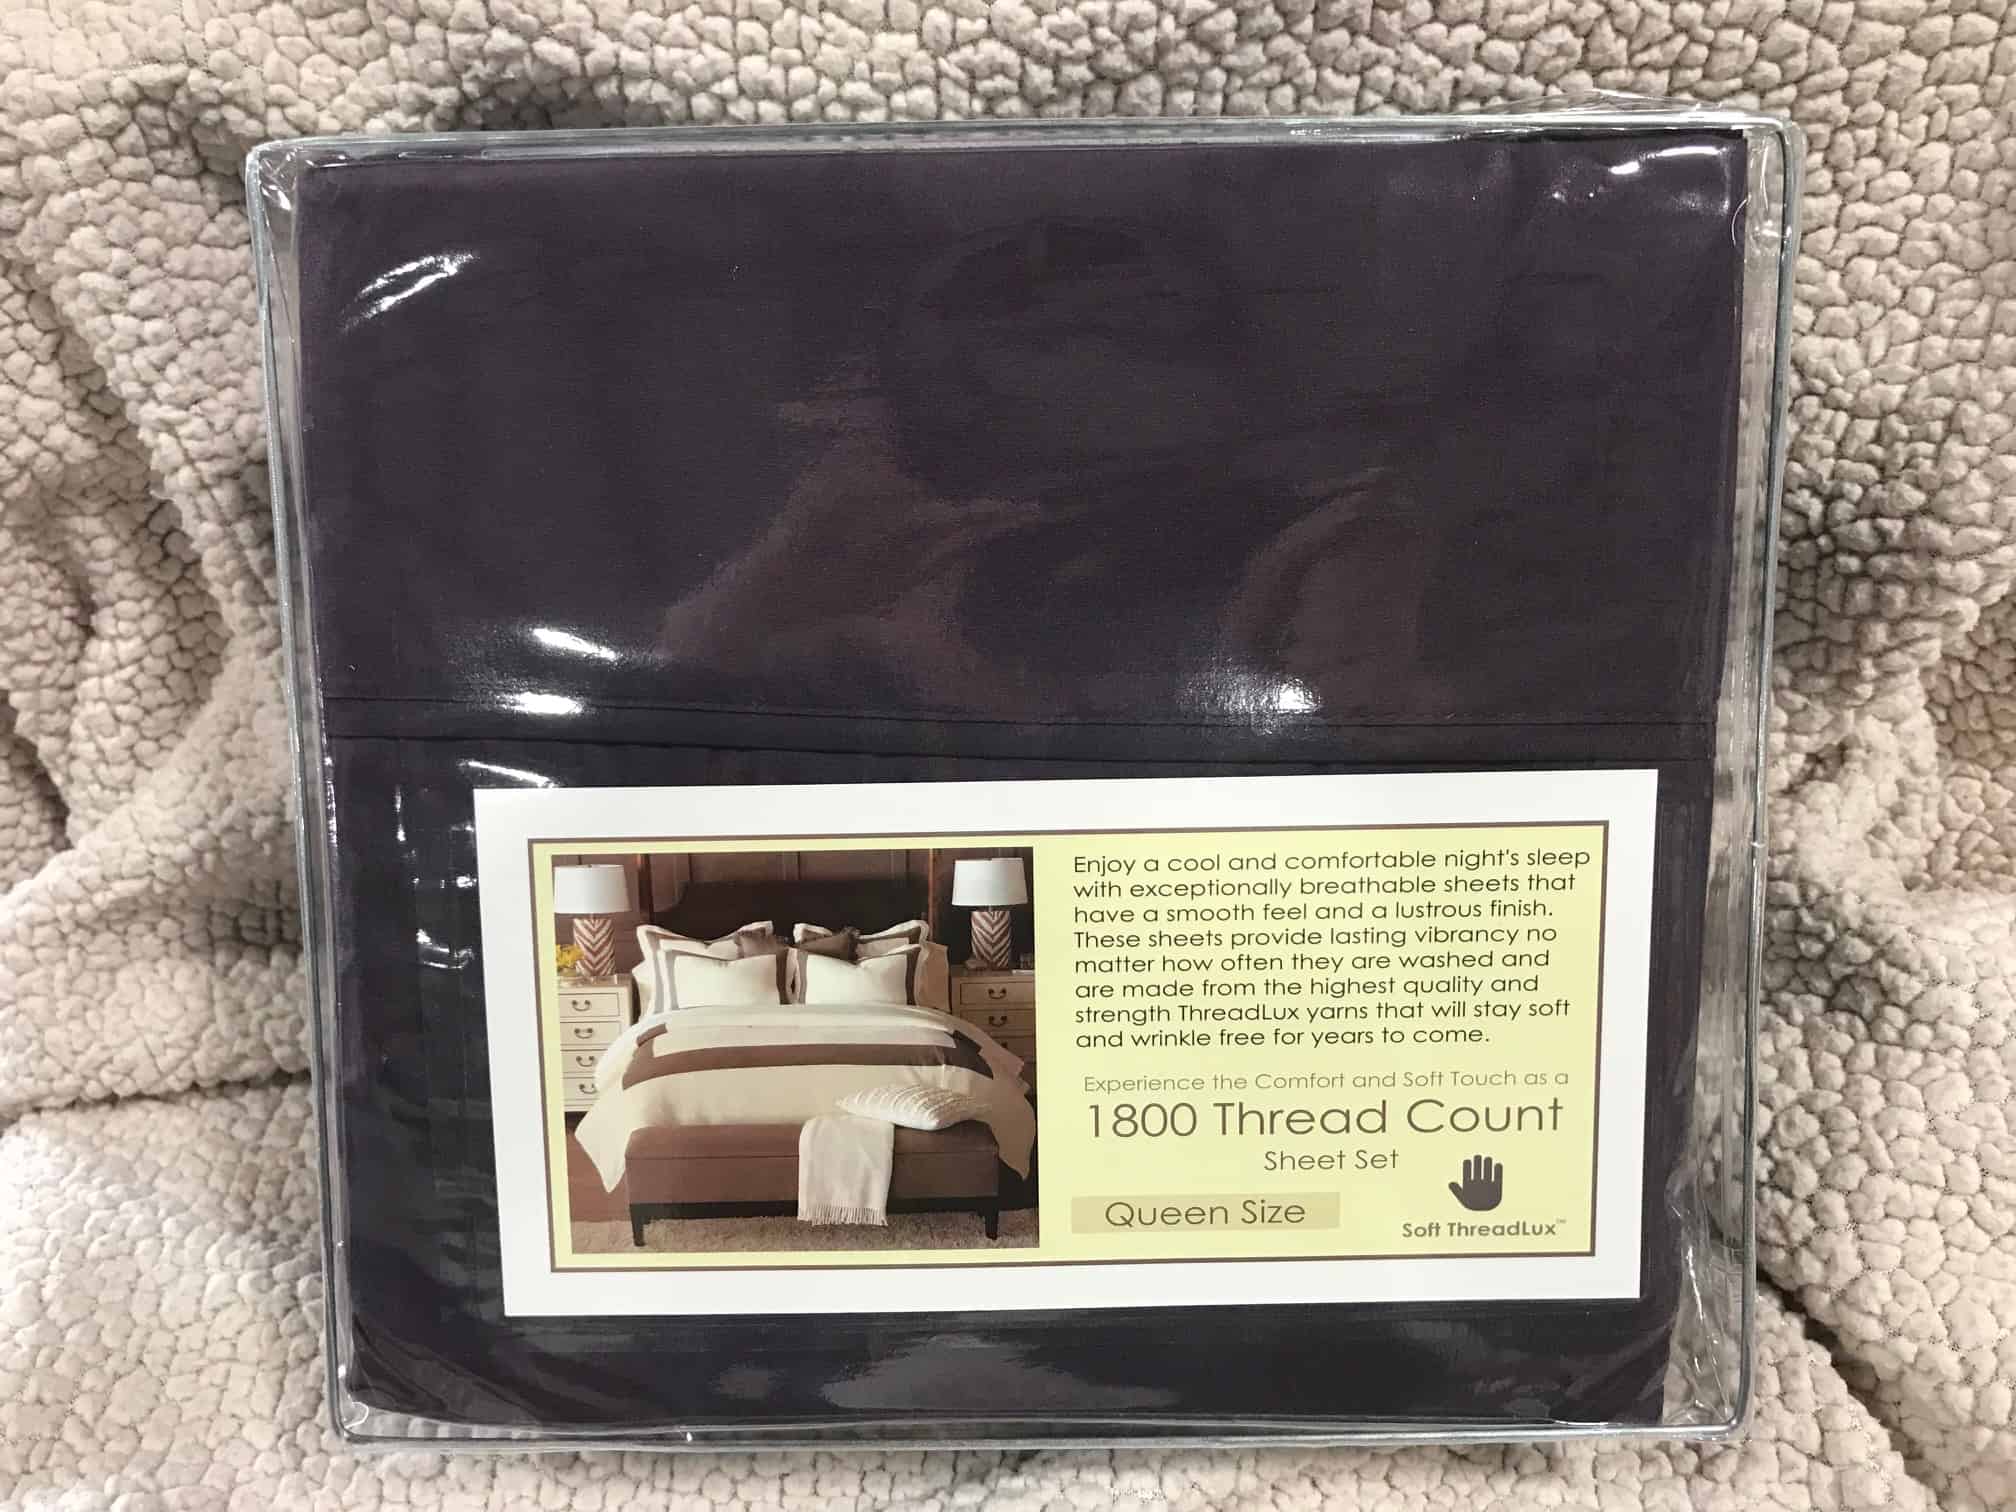 Enjoy a cool and comfortable night's sleep
with exceptionally breathable sheets that
have a smooth feel and a lustrous finish.
These sheets provide lasting vibrancy no
matter how often they are washed and
are made from the highest quality and
strength ThreadLux yarns that will stay soft
and wrinkle free for years to come.
Experience the Comfort and Soft Touch as a
1800 Thread Count
Sheet Set
Queen Size
Soft ThreadLux™